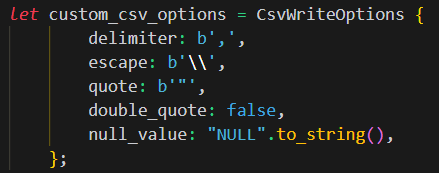 let custom_csv_options = CsvWriteOptions {
delimiter: b',',
escape: b'\\',
quote: b'"',
double_quote: false,
null_value: "NULL".to_string(),
};